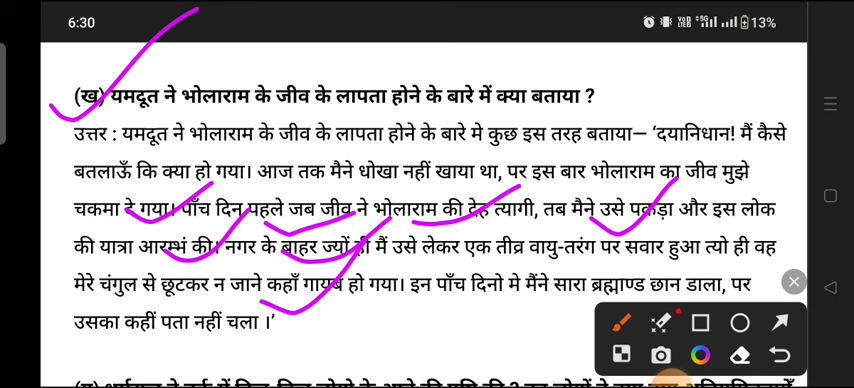 6:30 13%
(ख) यमदूत ने भोलाराम के जीव के लापता होने के बारे में क्या बताया ?
उत्तर : यमदूत ने भोलाराम के जीव के लापता होने के बारे मे कुछ इस तरह बताया— ‘दयानिधान! मैं कैसे
बतलाऊँ कि क्या हो गया। आज तक मैने धोखा नहीं खाया था, पर इस बार भोलाराम का जीव मुझे
चकमा दे गया। पाँच दिन पहले जब जीव ने भोलाराम की देह त्यागी, तब मैने उसे पकड़ा और इस लोक
की यात्रा आरम्भं की। नगर के बाहर ज्यों ही मैं उसे लेकर एक तीव्र वायु-तरंग पर सवार हुआ त्यो ही वह
मेरे चंगुल से छूटकर न जाने कहाँ गायब हो गया। इन पाँच दिनो मे मैंने सारा ब्रह्माण्ड छान डाला, पर
उसका कहीं पता नहीं चला ।’